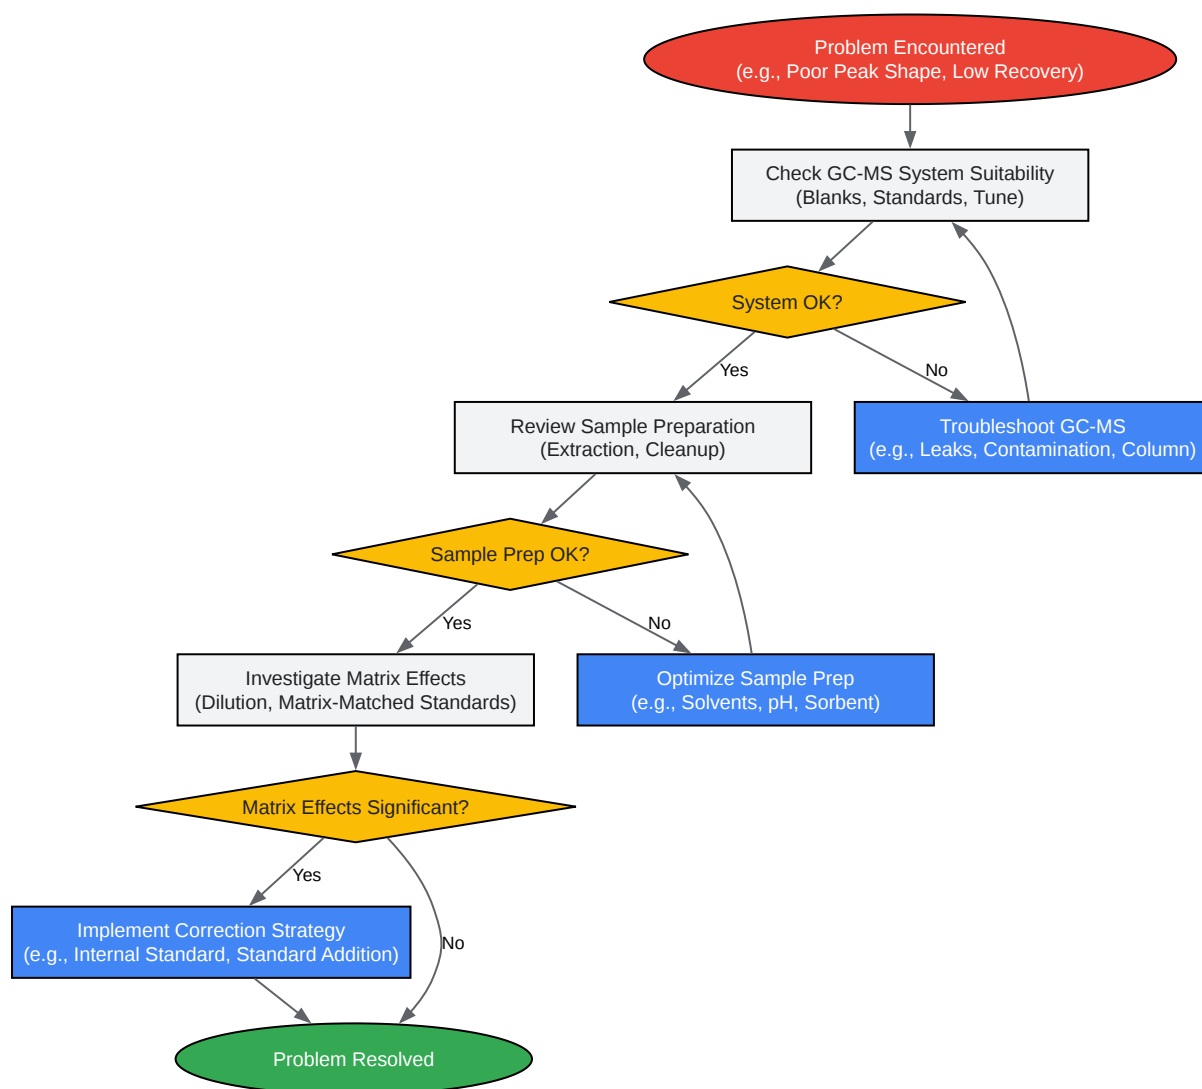 Problem Encountered
(e.g., Poor Peak Shape, Low Recovery)
Check GC-MS System Suitability
(Blanks, Standards, Tune)
System OK?
Yes
No
Review Sample Preparation
(Extraction, Cleanup)
Troubleshoot GC-MS
(e.g., Leaks, Contamination, Column)
Sample Prep OK?
Yes
No
Investigate Matrix Effects
(Dilution, Matrix-Matched Standards)
Optimize Sample Prep
(e.g., Solvents, pH, Sorbent)
Matrix Effects Significant?
Yes
Implement Correction Strategy
(e.g., Internal Standard, Standard Addition)
No
Problem Resolved